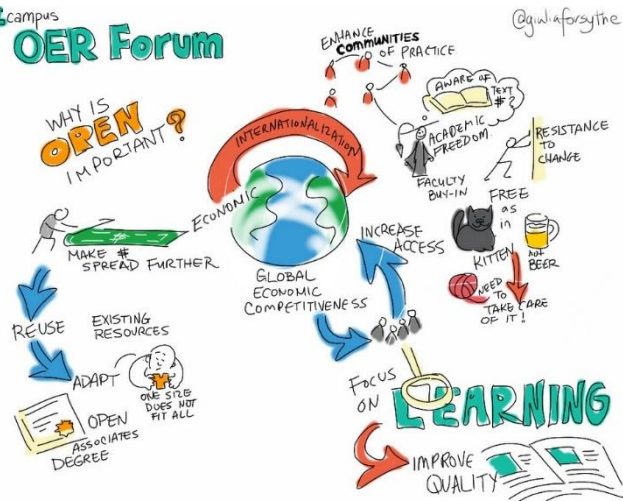 campus
OER Forum
@giuliaforsythe
WHY IS
OPEN
IMPORTANT?
ENHANCE
COMMUNITIES
OF PRACTICE
AWARE OF
TEXT
$?
ACADEMIC
FREEDOM
FACULTY
BUY-IN
RESISTANCE
TO
CHANGE
INTERNATIONALIZATION
ECONOMIC
GLOBAL
ECONOMIC
COMPETITIVENESS
INCREASE
ACCESS
FREE
as
in
KITTEN
not
BEER
NEED
TO
TAKE CARE
OF IT!
MAKE $
SPREAD FURTHER
REUSE
EXISTING
RESOURCES
ADAPT
ONE SIZE
DOES NOT
FIT ALL
OPEN
ASSOCIATES
DEGREE
FOCUS
ON
LEARNING
IMPROVE
QUALITY